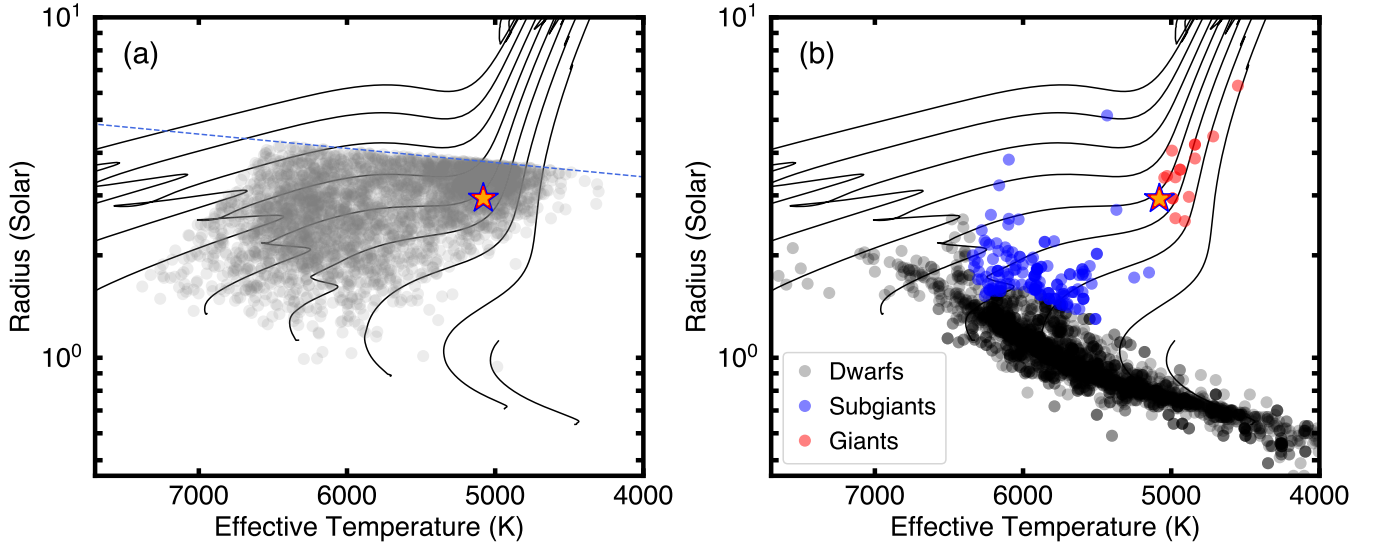 (a)
10¹
10⁰
Radius (Solar)
7000 6000 5000 4000
Effective Temperature (K)
(b)
10¹
10⁰
Radius (Solar)
Dwarfs
Subgiants
Giants
7000 6000 5000 4000
Effective Temperature (K)